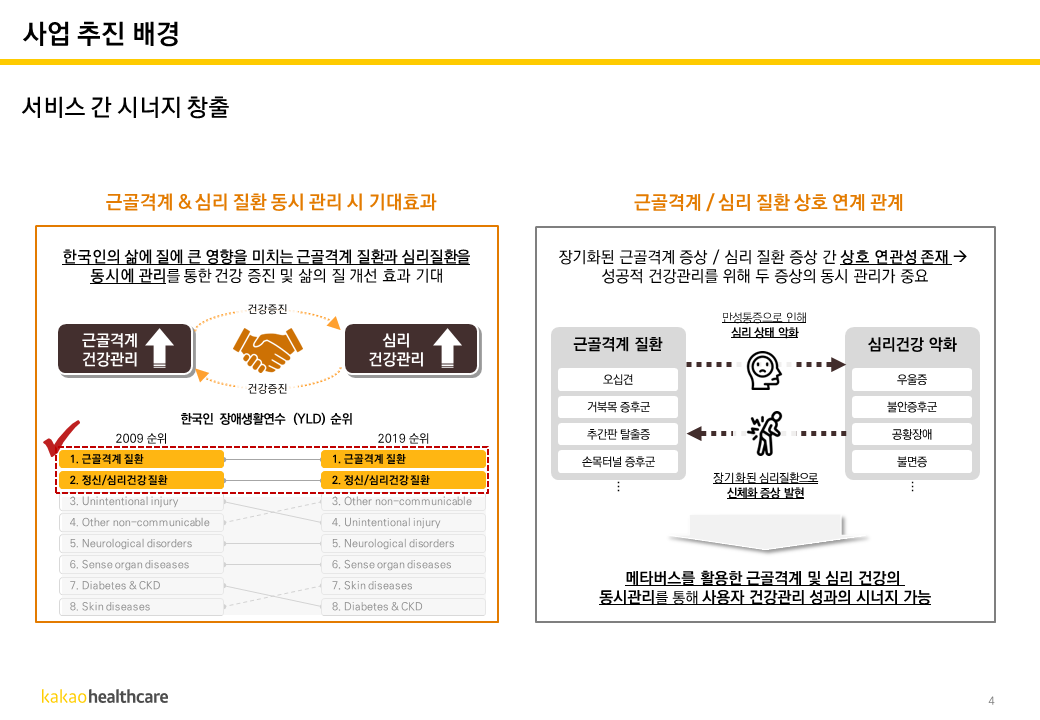 사업 추진 배경
서비스 간 시너지 창출
근골격계 & 심리 질환 동시 관리 시 기대효과
한국인의 삶에 질에 큰 영향을 미치는 근골격계 질환과 심리질환을
동시에 관리를 통한 건강 증진 및 삶의 질 개선 효과 기대
건강증진
근골격계
건강관리
심리
건강관리
건강증진
한국인 장애생활연수 (YLD) 순위
2009 순위
2019 순위
1. 근골격계 질환
1. 근골격계 질환
2. 정신/심리건강 질환
2. 정신/심리건강 질환
3. Unintentional injury
3. Other non-communicable
4. Other non-communicable
4. Unintentional injury
5. Neurological disorders
5. Neurological disorders
6. Sense organ diseases
6. Sense organ diseases
7. Diabetes & CKD
7. Skin diseases
8. Skin diseases
8. Diabetes & CKD
근골격계 / 심리 질환 상호 연계 관계
장기화된 근골격계 증상 / 심리 질환 증상 간 상호 연관성 존재 →
성공적 건강관리를 위해 두 증상의 동시 관리가 중요
만성통증으로 인해
심리 상태 악화
근골격계 질환
오십견
거북목 증후군
추간판 탈출증
손목터널 증후군
⋮
심리건강 악화
우울증
불안증후군
공황장애
불면증
⋮
장기화된 심리질환으로
신체화 증상 발현
메타버스를 활용한 근골격계 및 심리 건강의
동시관리를 통해 사용자 건강관리 성과의 시너지 가능
kakaohealthcare
4